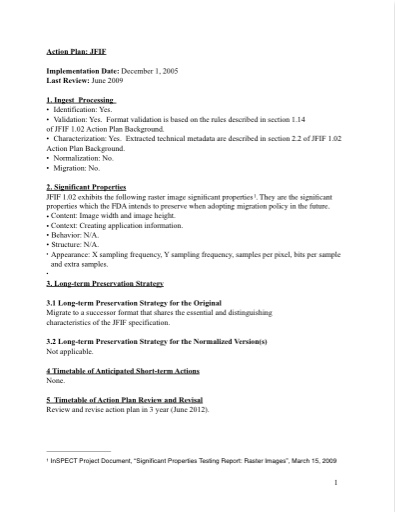 Action Plan: JFIF
Implementation Date: December 1, 2005
Last Review: June 2009
1. Ingest Processing
• Identification: Yes.
• Validation: Yes. Format validation is based on the rules described in section 1.14
of JFIF 1.02 Action Plan Background.
• Characterization: Yes. Extracted technical metadata are described in section 2.2 of JFIF 1.02
Action Plan Background.
• Normalization: No.
• Migration: No.
2. Significant Properties
JFIF 1.02 exhibits the following raster image significant properties¹. They are the significant
properties which the FDA intends to preserve when adopting migration policy in the future.
• Content: Image width and image height.
• Context: Creating application information.
• Behavior: N/A.
• Structure: N/A.
• Appearance: X sampling frequency, Y sampling frequency, samples per pixel, bits per sample
and extra samples.
•
3. Long-term Preservation Strategy
3.1 Long-term Preservation Strategy for the Original
Migrate to a successor format that shares the essential and distinguishing
characteristics of the JFIF specification.
3.2 Long-term Preservation Strategy for the Normalized Version(s)
Not applicable.
4 Timetable of Anticipated Short-term Actions
None.
5 Timetable of Action Plan Review and Revisal
Review and revise action plan in 3 year (June 2012).
¹ InSPECT Project Document, “Significant Properties Testing Report: Raster Images”, March 15, 2009
1